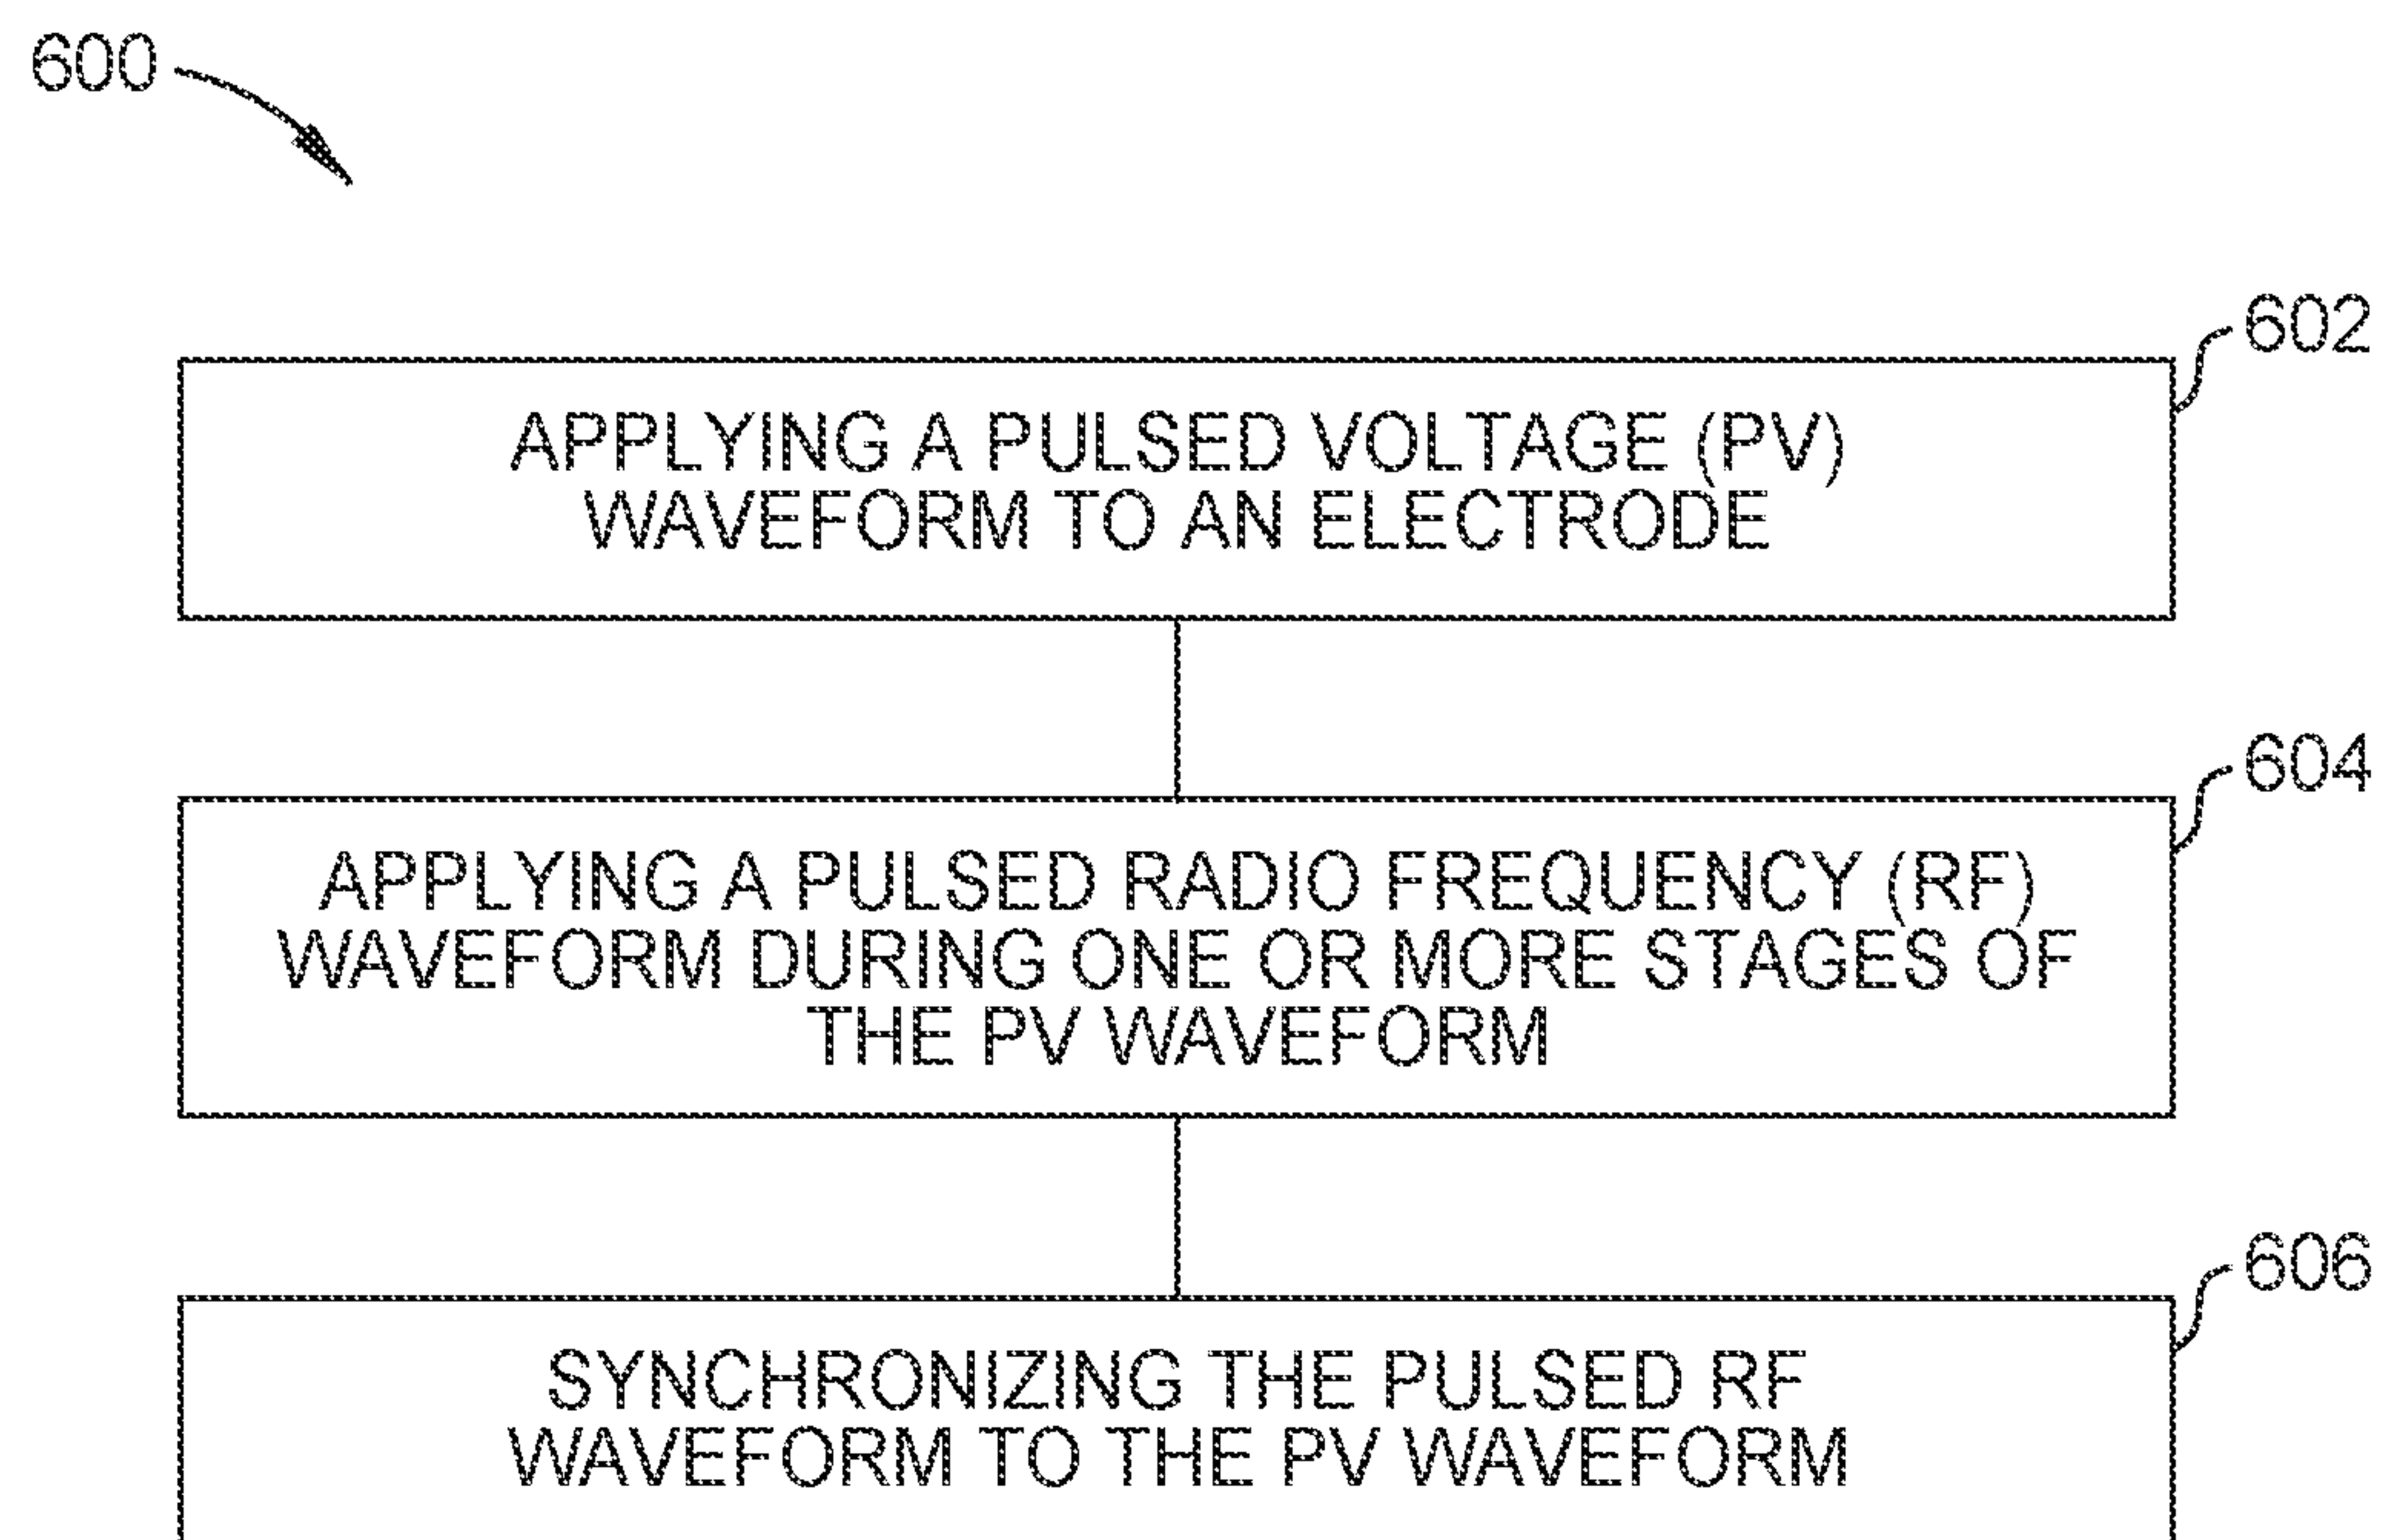 600
602
APPLYING A PULSED VOLTAGE (PV)
WAVEFORM TO AN ELECTRODE
604
APPLYING A PULSED RADIO FREQUENCY (RF)
WAVEFORM DURING ONE OR MORE STAGES OF
THE PV WAVEFORM
606
SYNCHRONIZING THE PULSED RF
WAVEFORM TO THE PV WAVEFORM